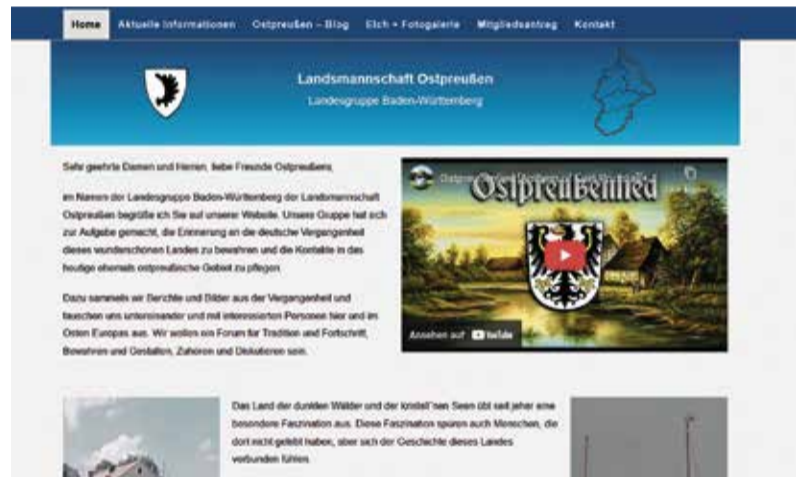 Home Aktuelle Informationen Ostpreußen – Blog Elch + Fotogalerie Mitgliedsantrag Kontakt
Landsmannschaft Ostpreußen
Landesgruppe Baden-Württemberg
Sehr geehrte Damen und Herren, liebe Freunde Ostpreußens,
im Namen der Landesgruppe Baden-Württemberg der Landsmannschaft
Ostpreußen begrüße ich Sie auf unserer Website. Unsere Gruppe hat sich
zur Aufgabe gemacht, die Erinnerung an die deutsche Vergangenheit
dieses wunderschönen Landes zu bewahren und die Kontakte in das
heutige ehemals ostpreußische Gebiet zu pflegen.
Dazu sammeln wir Berichte und Bilder aus der Vergangenheit und
tauschen uns untereinander und mit interessierten Personen hier und im
Osten Europas aus. Wir wollen ein Forum für Tradition und Fortschritt,
Bewahren und Gestalten, Zuhören und Diskutieren sein.
Ostpreußenlied
Ansehen auf YouTube
Das Land der dunklen Wälder und der kristall'nen Seen übt seit jeher eine
besondere Faszination aus. Diese Faszination spüren auch Menschen, die
dort nicht gelebt haben, aber sich der Geschichte dieses Landes
verbunden fühlen.